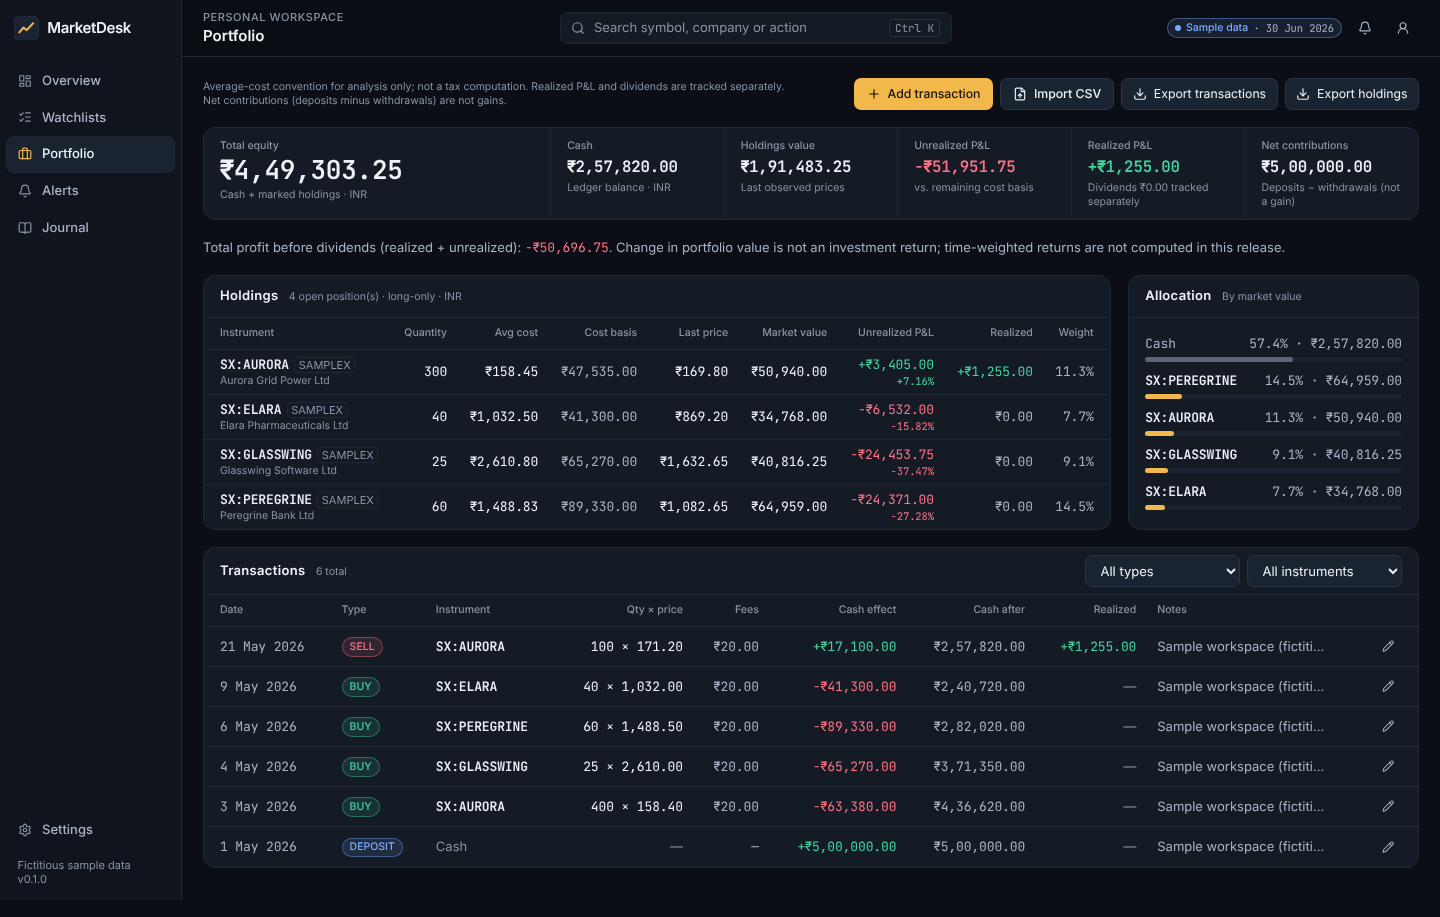 MarketDesk
Overview
Watchlists
Portfolio
Alerts
Journal
Settings
Fictitious sample data
v0.1.0
PERSONAL WORKSPACE
Portfolio
Search symbol, company or action Ctrl K
Sample data · 30 Jun 2026
Average-cost convention for analysis only; not a tax computation. Realized P&L and dividends are tracked separately.
Net contributions (deposits minus withdrawals) are not gains.
Add transaction
Import CSV
Export transactions
Export holdings
Total equity
₹4,49,303.25
Cash + marked holdings · INR
Cash
₹2,57,820.00
Ledger balance · INR
Holdings value
₹1,91,483.25
Last observed prices
Unrealized P&L
-₹51,951.75
vs. remaining cost basis
Realized P&L
+₹1,255.00
Dividends ₹0.00 tracked
separately
Net contributions
₹5,00,000.00
Deposits − withdrawals (not
a gain)
Total profit before dividends (realized + unrealized): -₹50,696.75. Change in portfolio value is not an investment return; time-weighted returns are not computed in this release.
Holdings 4 open position(s) · long-only · INR
Instrument Quantity Avg cost Cost basis Last price Market value Unrealized P&L Realized Weight
SX:AURORA SAMPLEX 300 ₹158.45 ₹47,535.00 ₹169.80 ₹50,940.00 +₹3,405.00 +₹1,255.00 11.3%
Aurora Grid Power Ltd +7.16%
SX:ELARA SAMPLEX 40 ₹1,032.50 ₹41,300.00 ₹869.20 ₹34,768.00 -₹6,532.00 ₹0.00 7.7%
Elara Pharmaceuticals Ltd -15.82%
SX:GLASSWING SAMPLEX 25 ₹2,610.80 ₹65,270.00 ₹1,632.65 ₹40,816.25 -₹24,453.75 ₹0.00 9.1%
Glasswing Software Ltd -37.47%
SX:PEREGRINE SAMPLEX 60 ₹1,488.83 ₹89,330.00 ₹1,082.65 ₹64,959.00 -₹24,371.00 ₹0.00 14.5%
Peregrine Bank Ltd -27.28%
Allocation By market value
Cash 57.4% · ₹2,57,820.00
SX:PEREGRINE 14.5% · ₹64,959.00
SX:AURORA 11.3% · ₹50,940.00
SX:GLASSWING 9.1% · ₹40,816.25
SX:ELARA 7.7% · ₹34,768.00
Transactions 6 total
All types
All instruments
Date Type Instrument Qty × price Fees Cash effect Cash after Realized Notes
21 May 2026 SELL SX:AURORA 100 × 171.20 ₹20.00 +₹17,100.00 ₹2,57,820.00 +₹1,255.00 Sample workspace (fictiti...
9 May 2026 BUY SX:ELARA 40 × 1,032.00 ₹20.00 -₹41,300.00 ₹2,40,720.00 — Sample workspace (fictiti...
6 May 2026 BUY SX:PEREGRINE 60 × 1,488.50 ₹20.00 -₹89,330.00 ₹2,82,020.00 — Sample workspace (fictiti...
4 May 2026 BUY SX:GLASSWING 25 × 2,610.00 ₹20.00 -₹65,270.00 ₹3,71,350.00 — Sample workspace (fictiti...
3 May 2026 BUY SX:AURORA 400 × 158.40 ₹20.00 -₹63,380.00 ₹4,36,620.00 — Sample workspace (fictiti...
1 May 2026 DEPOSIT Cash — — +₹5,00,000.00 ₹5,00,000.00 — Sample workspace (fictiti...